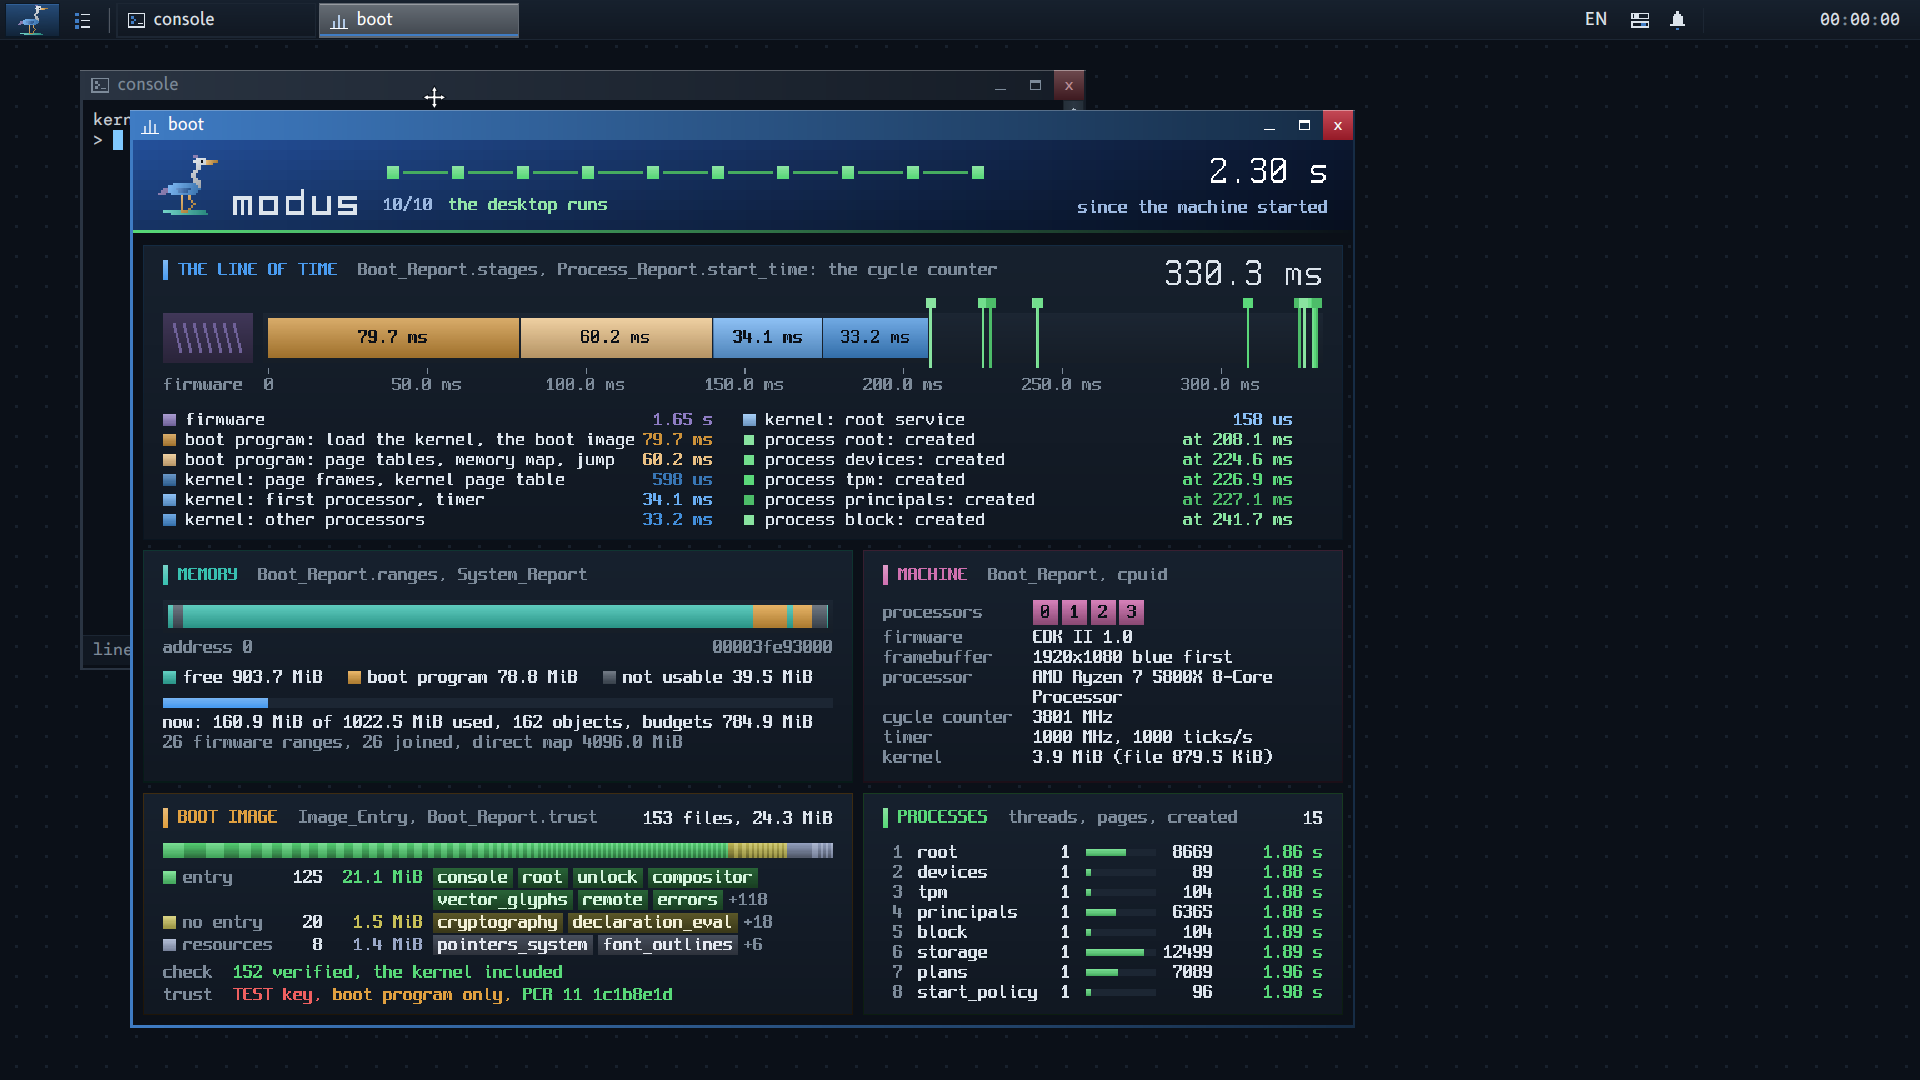 console
boot
EN
00:00:00
console
kern
>
line
boot
modus
10/10 the desktop runs
2.30 s
since the machine started
THE LINE OF TIME Boot_Report.stages, Process_Report.start_time: the cycle counter
330.3 ms
79.7 ms 60.2 ms 34.1 ms 33.2 ms
firmware 0 50.0 ms 100.0 ms 150.0 ms 200.0 ms 250.0 ms 300.0 ms
firmware 1.65 s
boot program: load the kernel, the boot image 79.7 ms
boot program: page tables, memory map, jump 60.2 ms
kernel: page frames, kernel page table 598 us
kernel: first processor, timer 34.1 ms
kernel: other processors 33.2 ms
kernel: root service 158 us
process root: created at 208.1 ms
process devices: created at 224.6 ms
process tpm: created at 226.9 ms
process principals: created at 227.1 ms
process block: created at 241.7 ms
MEMORY Boot_Report.ranges, System_Report
address 0 00003fe93000
free 903.7 MiB boot program 78.8 MiB not usable 39.5 MiB
now: 160.9 MiB of 1022.5 MiB used, 162 objects, budgets 784.9 MiB
26 firmware ranges, 26 joined, direct map 4096.0 MiB
MACHINE Boot_Report, cpuid
processors 0 1 2 3
firmware EDK II 1.0
framebuffer 1920x1080 blue first
processor AMD Ryzen 7 5800X 8-Core
Processor
cycle counter 3801 MHz
timer 1000 MHz, 1000 ticks/s
kernel 3.9 MiB (file 879.5 KiB)
BOOT IMAGE Image_Entry, Boot_Report.trust 153 files, 24.3 MiB
entry 125 21.1 MiB console root unlock compositor
vector_glyphs remote errors +118
no entry 20 1.5 MiB cryptography declaration_eval +18
resources 8 1.4 MiB pointers_system font_outlines +6
check 152 verified, the kernel included
trust TEST key, boot program only, PCR 11 1c1b8e1d
PROCESSES threads, pages, created 15
1 root 1 8669 1.86 s
2 devices 1 89 1.88 s
3 tpm 1 104 1.88 s
4 principals 1 6365 1.88 s
5 block 1 104 1.89 s
6 storage 1 12499 1.89 s
7 plans 1 7089 1.96 s
8 start_policy 1 96 1.98 s